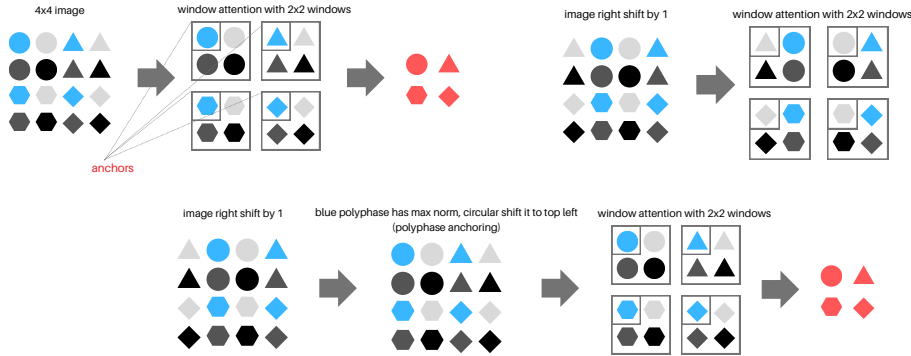 4x4 image
window attention with 2x2 windows
anchors
image right shift by 1
window attention with 2x2 windows
image right shift by 1
blue polyphase has max norm, circular shift it to top left
(polyphase anchoring)
window attention with 2x2 windows